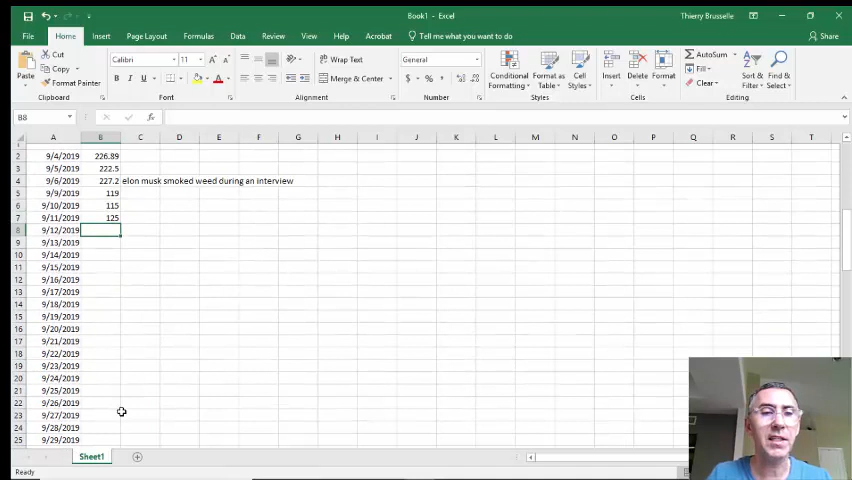 Book1 - Excel
Thierry Brusselle
File Home Insert Page Layout Formulas Data Review View Help Acrobat Tell me what you want to do Share
Paste
Cut
Copy
Format Painter
Clipboard
Calibri 11
B I U
Font
Wrap Text
Merge & Center
Alignment
General
$ % ,
Number
Conditional Formatting
Format as Table
Cell Styles
Styles
Insert Delete Format
Cells
AutoSum
Fill
Clear
Sort & Filter
Find & Select
Editing
B8 fx
A B C D E F G H I J K L M N O P Q R S T
2 9/4/2019 226.89
3 9/5/2019 222.5
4 9/6/2019 227.2 elon musk smoked weed during an interview
5 9/9/2019 119
6 9/10/2019 115
7 9/11/2019 125
8 9/12/2019
9 9/13/2019
10 9/14/2019
11 9/15/2019
12 9/16/2019
13 9/17/2019
14 9/18/2019
15 9/19/2019
16 9/20/2019
17 9/21/2019
18 9/22/2019
19 9/23/2019
20 9/24/2019
21 9/25/2019
22 9/26/2019
23 9/27/2019
24 9/28/2019
25 9/29/2019
Sheet1
Ready